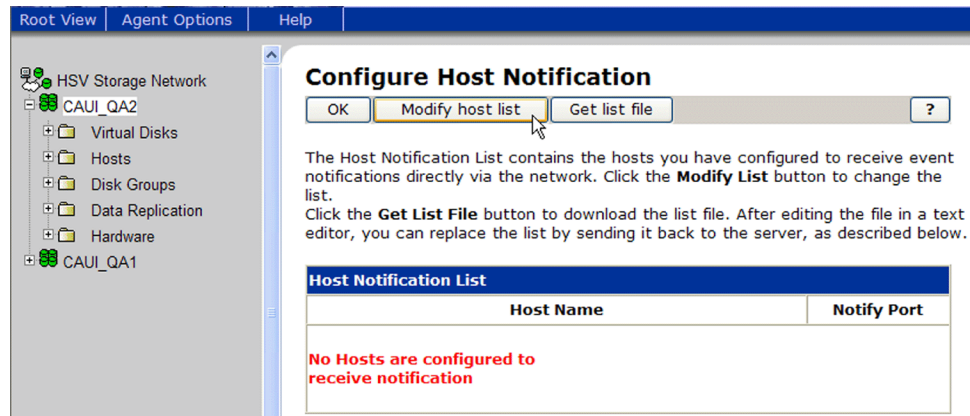 Root View Agent Options Help
HSV Storage Network
CAUI_QA2
Virtual Disks
Hosts
Disk Groups
Data Replication
Hardware
CAUI_QA1
Configure Host Notification
OK Modify host list Get list file ?
The Host Notification List contains the hosts you have configured to receive event
notifications directly via the network. Click the Modify List button to change the
list.
Click the Get List File button to download the list file. After editing the file in a text
editor, you can replace the list by sending it back to the server, as described below.
Host Notification List
Host Name Notify Port
No Hosts are configured to
receive notification